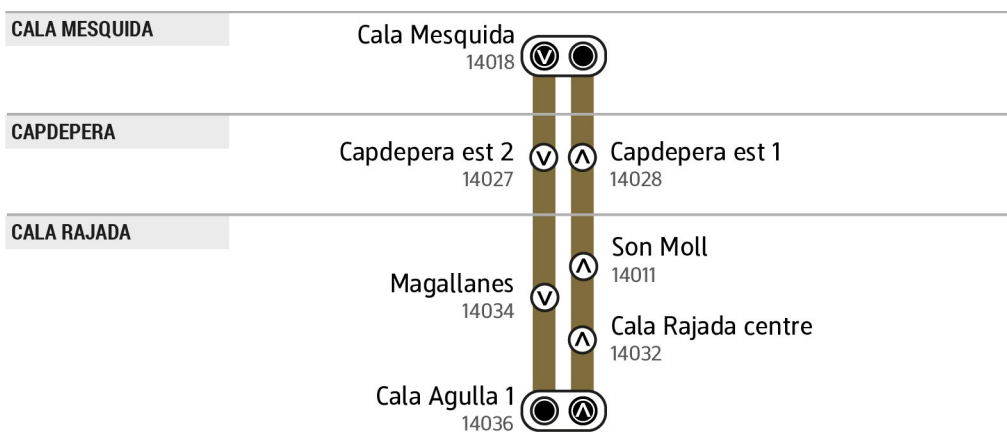 CALA MESQUIDA
Cala Mesquida
14018
CAPDEPERA
Capdepera est 2
14027
Capdepera est 1
14028
CALA RAJADA
Son Moll
14011
Magallanes
14034
Cala Rajada centre
14032
Cala Agulla 1
14036